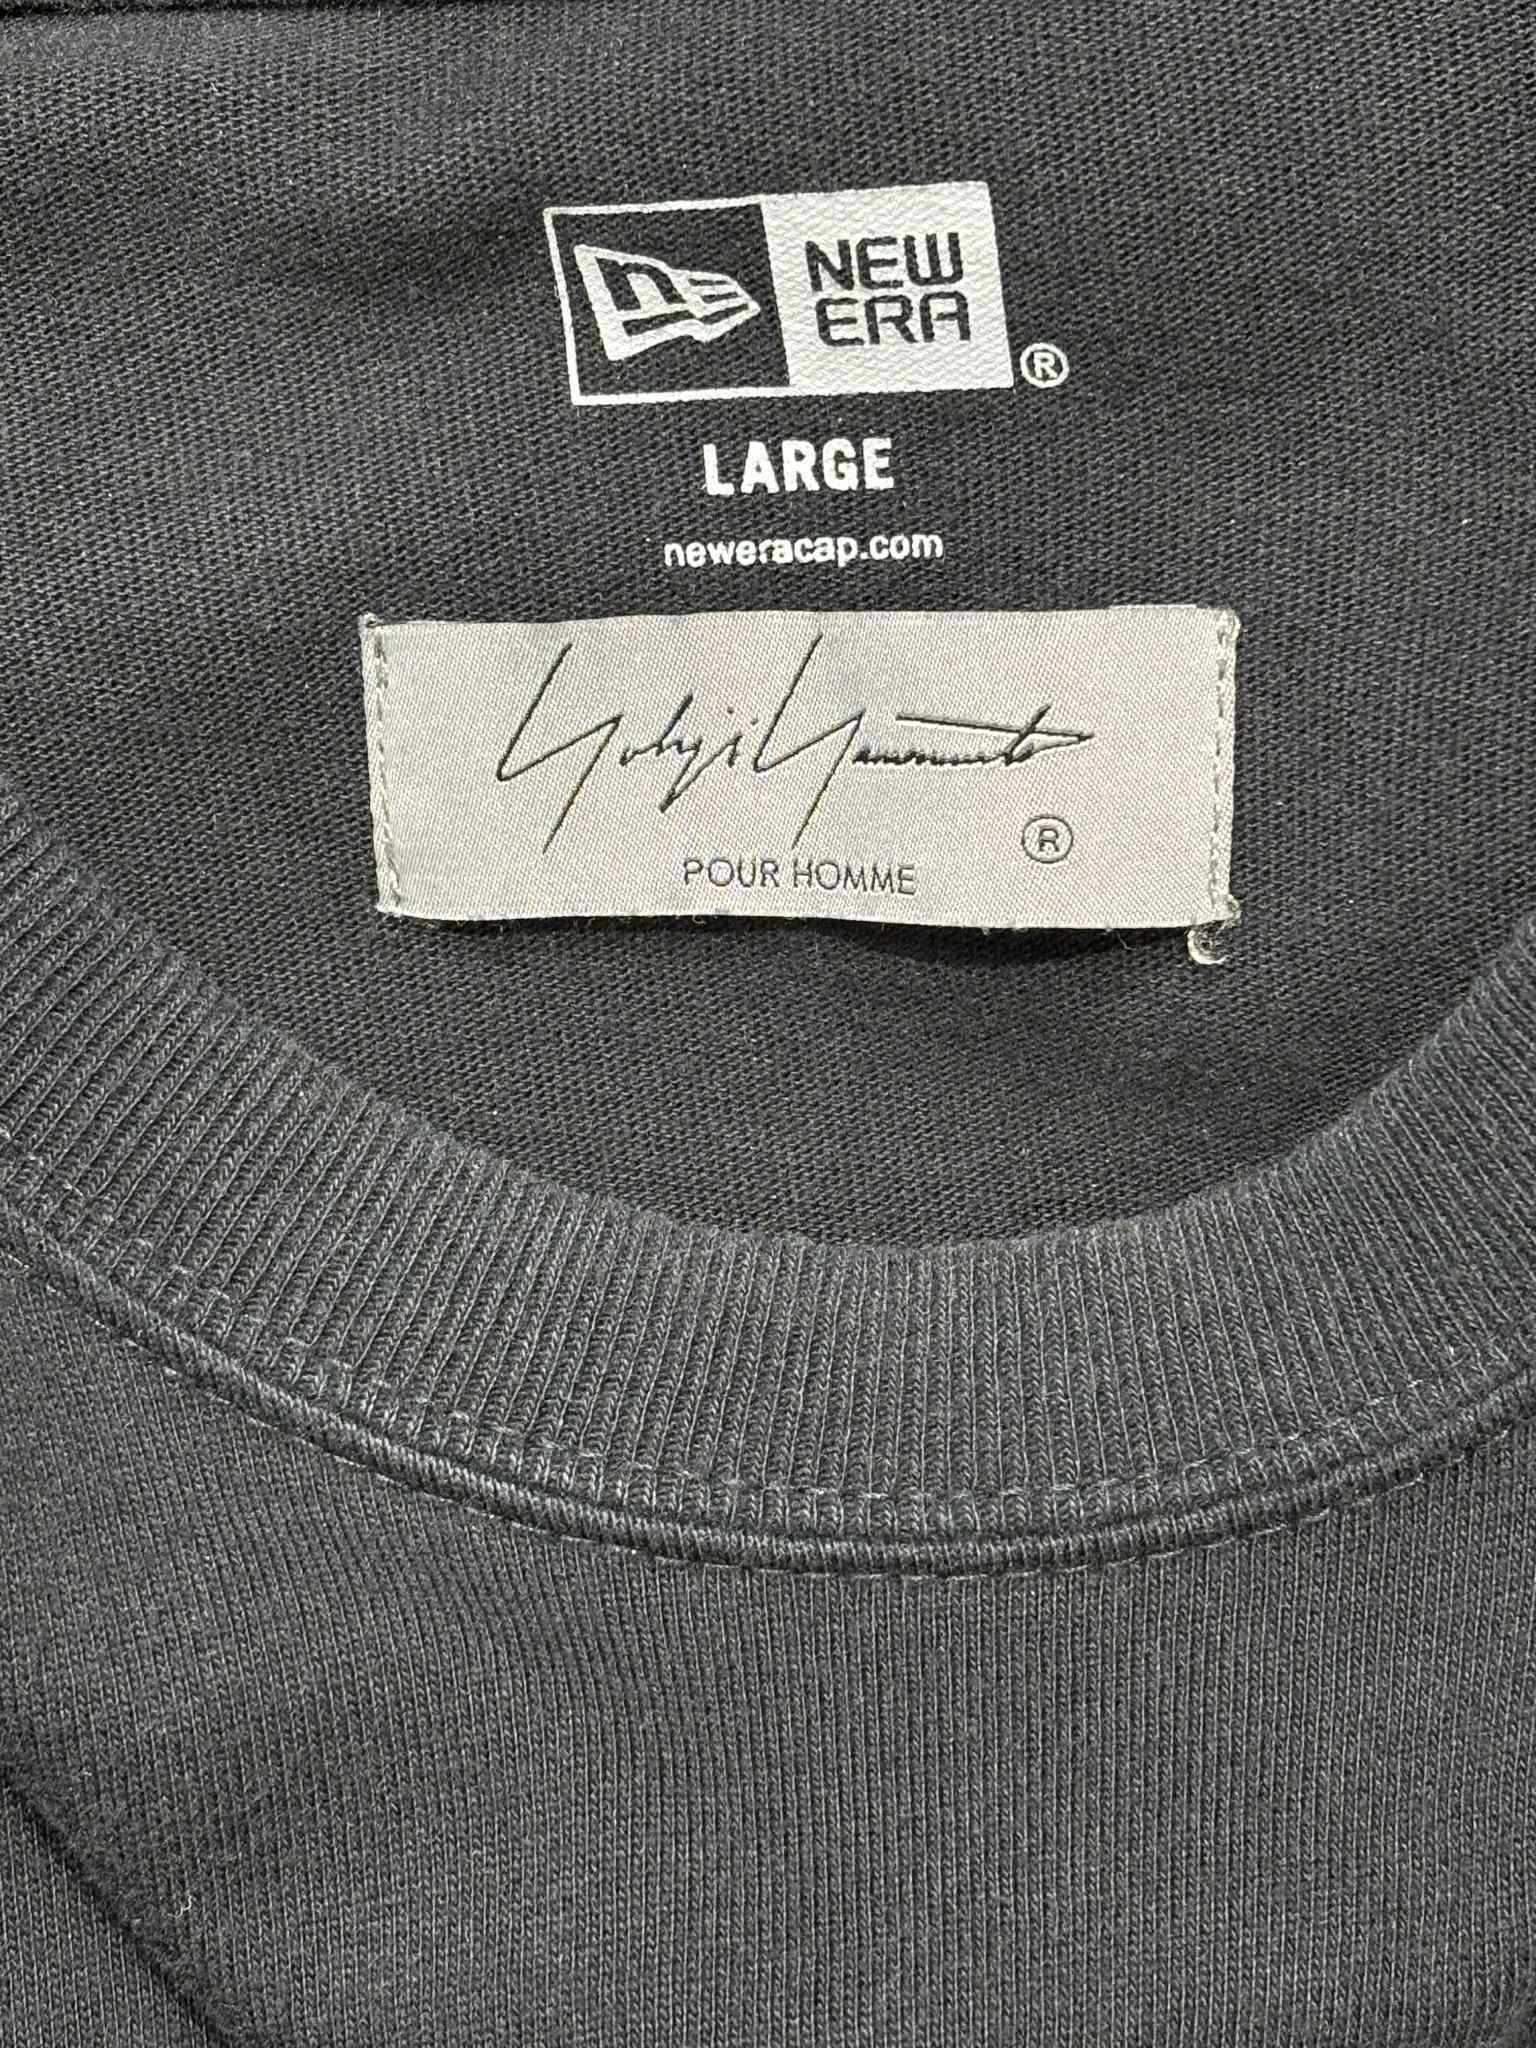 NEW
ERA
®
LARGE
neweracap.com
Yohji Yamamoto
®
POUR HOMME